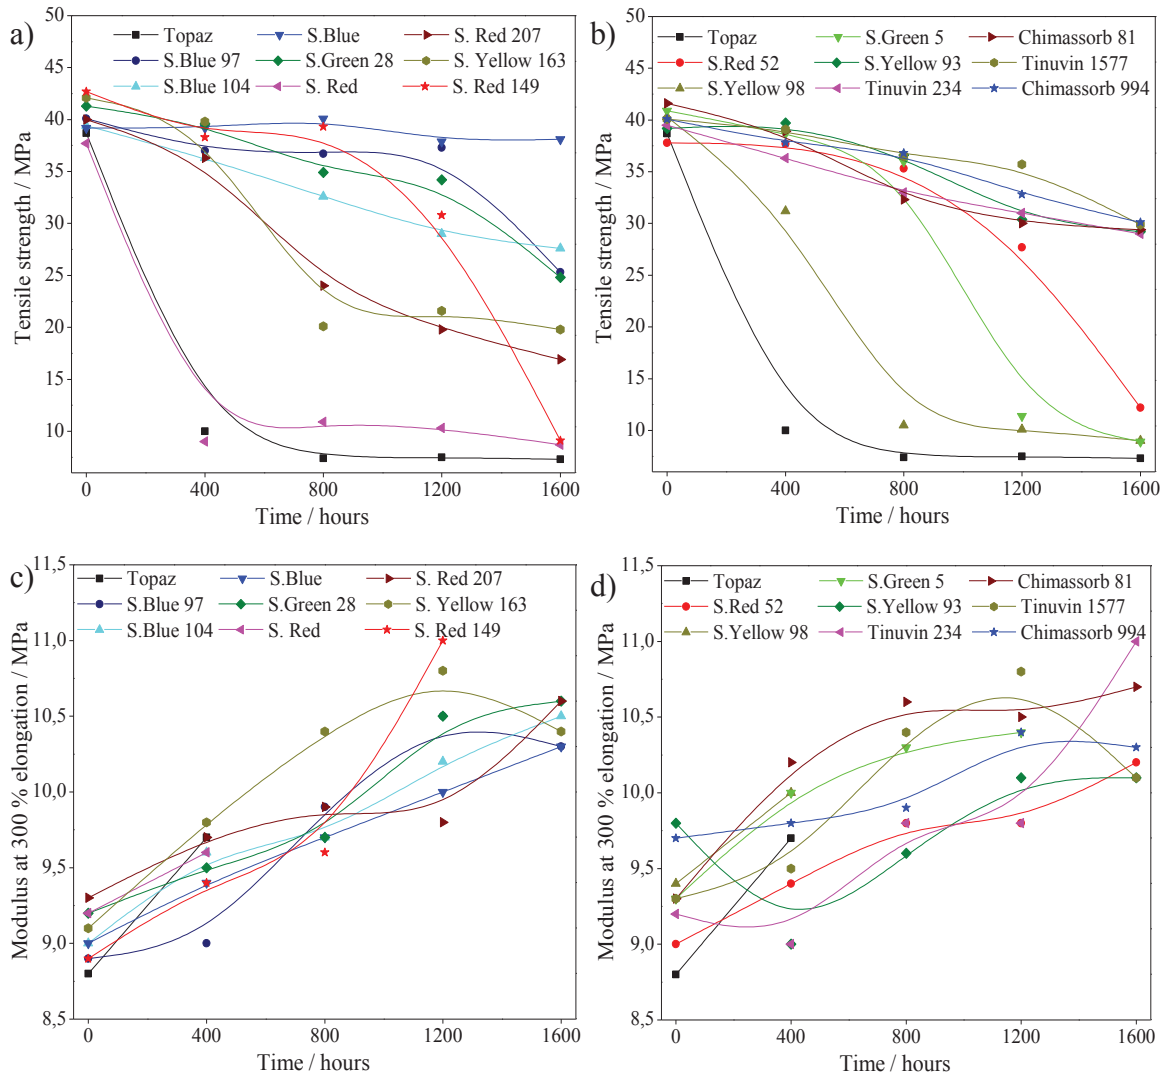 a)
50
45
40
35
30
25
20
15
10
Tensile strength / MPa
Topaz S.Blue S. Red 207
S.Blue 97 S.Green 28 S. Yellow 163
S.Blue 104 S. Red S. Red 149
0 400 800 1200 1600
Time / hours
b)
50
45
40
35
30
25
20
15
10
Tensile strength / MPa
Topaz S.Green 5 Chimassorb 81
S.Red 52 S.Yellow 93 Tinuvin 1577
S.Yellow 98 Tinuvin 234 Chimassorb 994
0 400 800 1200 1600
Time / hours
c)
11,5
11,0
10,5
10,0
9,5
9,0
8,5
Modulus at 300 % elongation / MPa
Topaz S.Blue S. Red 207
S.Blue 97 S.Green 28 S. Yellow 163
S.Blue 104 S. Red S. Red 149
0 400 800 1200 1600
Time / hours
d)
11,5
11,0
10,5
10,0
9,5
9,0
8,5
Modulus at 300 % elongation / MPa
Topaz S.Green 5 Chimassorb 81
S.Red 52 S.Yellow 93 Tinuvin 1577
S.Yellow 98 Tinuvin 234 Chimassorb 994
0 400 800 1200 1600
Time / hours